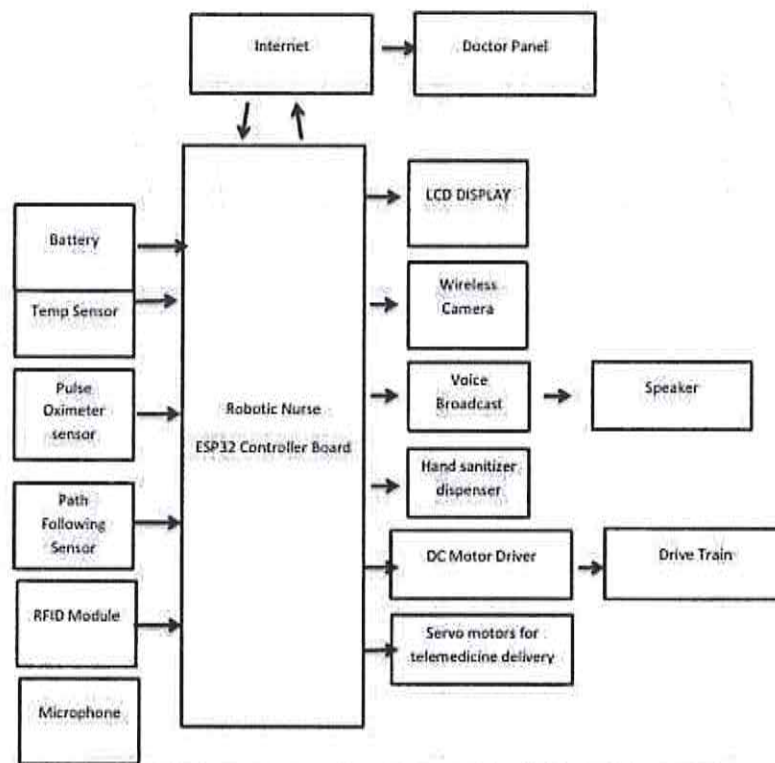 Internet
Doctor Panel
LCD DISPLAY
Battery
Temp Sensor
Wireless
Camera
Pulse
Oximeter
sensor
Voice
Broadcast
Speaker
Robotic Nurse
ESP32 Controller Board
Hand sanitizer
dispenser
Path
Following
Sensor
DC Motor Driver
Drive Train
RFID Module
Servo motors for
telemedicine delivery
Microphone